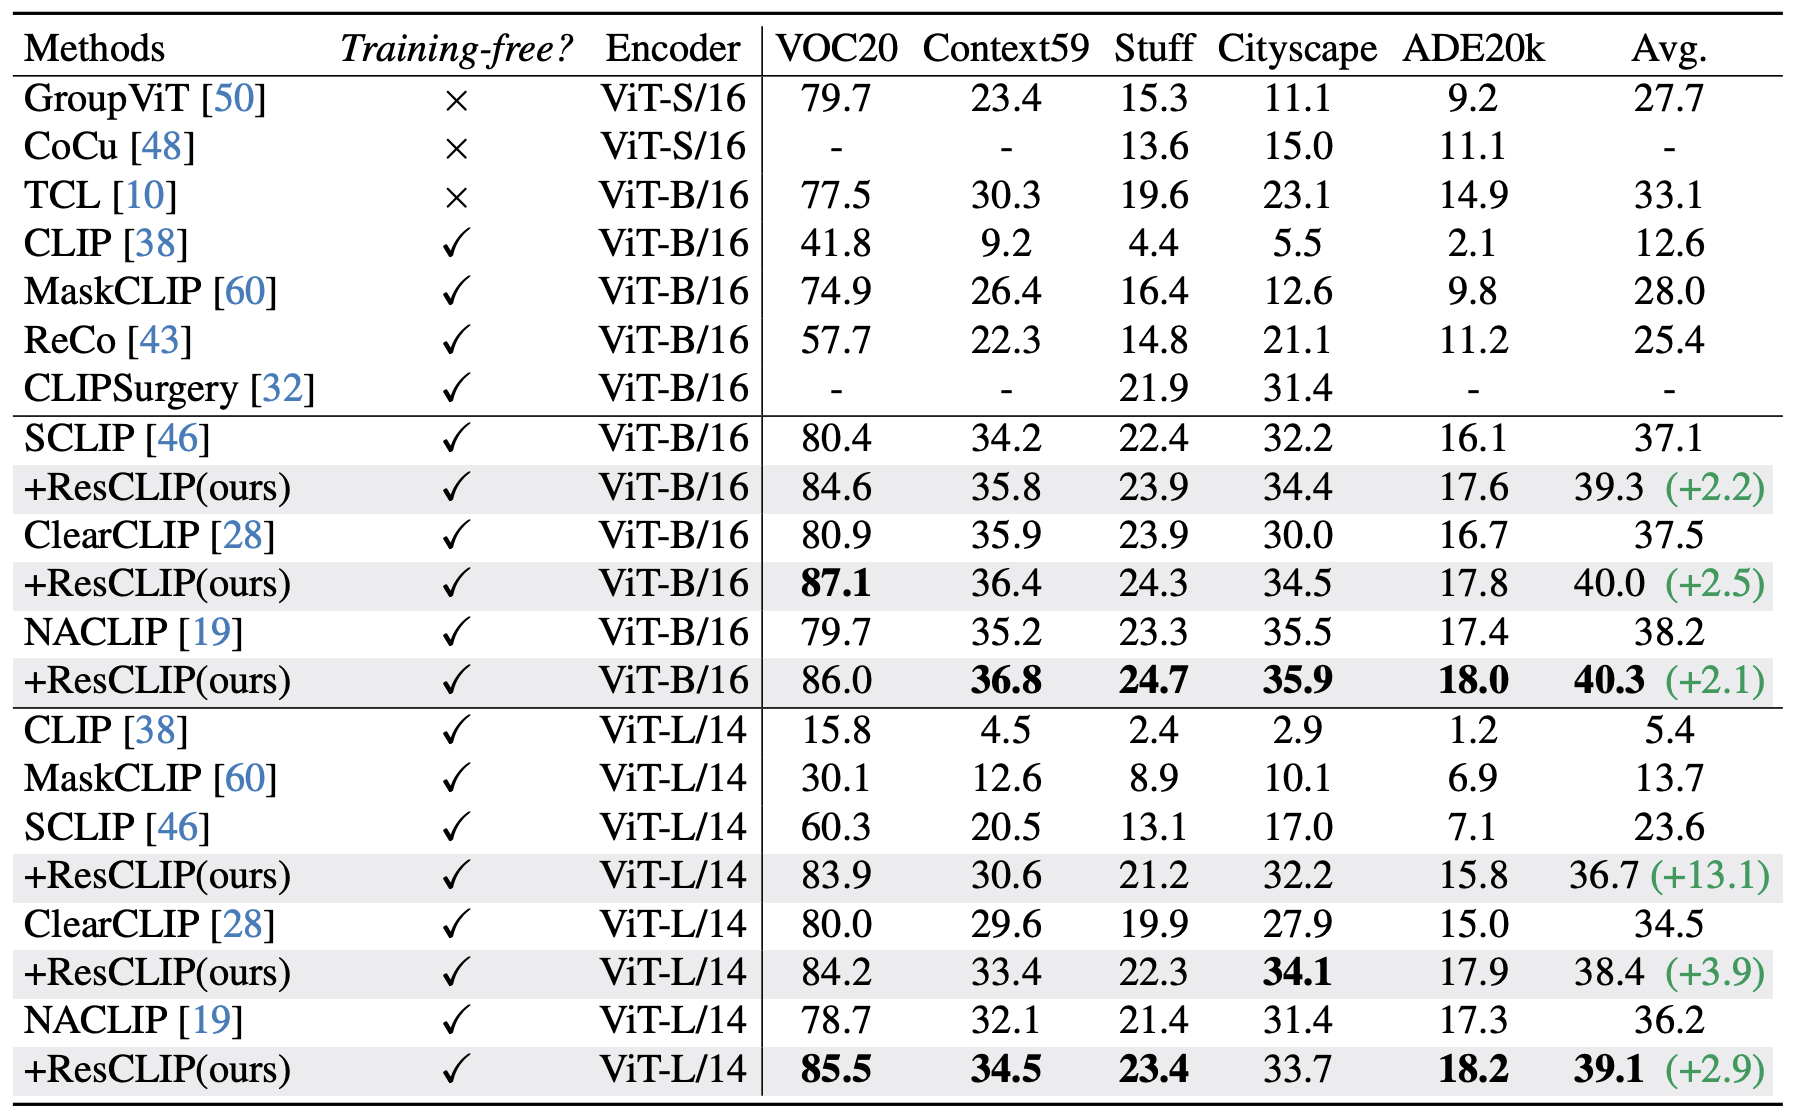 Methods Training-free? Encoder VOC20 Context59 Stuff Cityscape ADE20k Avg.
GroupViT [50] × ViT-S/16 79.7 23.4 15.3 11.1 9.2 27.7
CoCu [48] × ViT-S/16 - - 13.6 15.0 11.1 -
TCL [10] × ViT-B/16 77.5 30.3 19.6 23.1 14.9 33.1
CLIP [38] ✓ ViT-B/16 41.8 9.2 4.4 5.5 2.1 12.6
MaskCLIP [60] ✓ ViT-B/16 74.9 26.4 16.4 12.6 9.8 28.0
ReCo [43] ✓ ViT-B/16 57.7 22.3 14.8 21.1 11.2 25.4
CLIPSurgery [32] ✓ ViT-B/16 - - 21.9 31.4 - -
SCLIP [46] ✓ ViT-B/16 80.4 34.2 22.4 32.2 16.1 37.1
+ResCLIP(ours) ✓ ViT-B/16 84.6 35.8 23.9 34.4 17.6 39.3 (+2.2)
ClearCLIP [28] ✓ ViT-B/16 80.9 35.9 23.9 30.0 16.7 37.5
+ResCLIP(ours) ✓ ViT-B/16 87.1 36.4 24.3 34.5 17.8 40.0 (+2.5)
NACLIP [19] ✓ ViT-B/16 79.7 35.2 23.3 35.5 17.4 38.2
+ResCLIP(ours) ✓ ViT-B/16 86.0 36.8 24.7 35.9 18.0 40.3 (+2.1)
CLIP [38] ✓ ViT-L/14 15.8 4.5 2.4 2.9 1.2 5.4
MaskCLIP [60] ✓ ViT-L/14 30.1 12.6 8.9 10.1 6.9 13.7
SCLIP [46] ✓ ViT-L/14 60.3 20.5 13.1 17.0 7.1 23.6
+ResCLIP(ours) ✓ ViT-L/14 83.9 30.6 21.2 32.2 15.8 36.7 (+13.1)
ClearCLIP [28] ✓ ViT-L/14 80.0 29.6 19.9 27.9 15.0 34.5
+ResCLIP(ours) ✓ ViT-L/14 84.2 33.4 22.3 34.1 17.9 38.4 (+3.9)
NACLIP [19] ✓ ViT-L/14 78.7 32.1 21.4 31.4 17.3 36.2
+ResCLIP(ours) ✓ ViT-L/14 85.5 34.5 23.4 33.7 18.2 39.1 (+2.9)